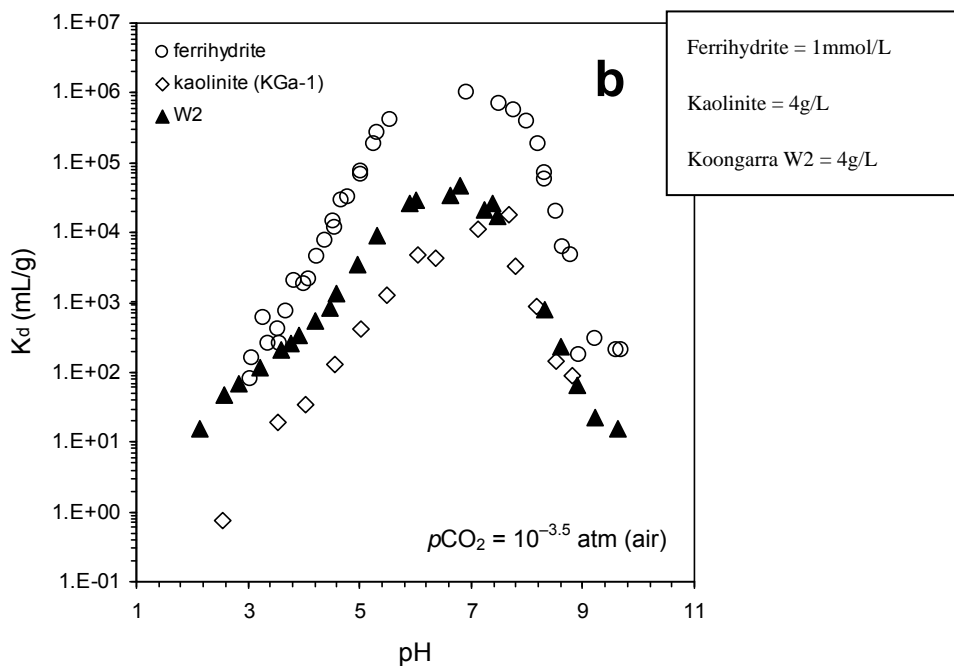 1.E+07
1.E+06
1.E+05
1.E+04
1.E+03
1.E+02
1.E+01
1.E+00
1.E-01
Kd (mL/g)
ferrihydrite
kaolinite (KGa-1)
W2
b
Ferrihydrite = 1mmol/L
Kaolinite = 4g/L
Koongarra W2 = 4g/L
pCO₂ = 10⁻³·⁵ atm (air)
1 3 5 7 9 11
pH